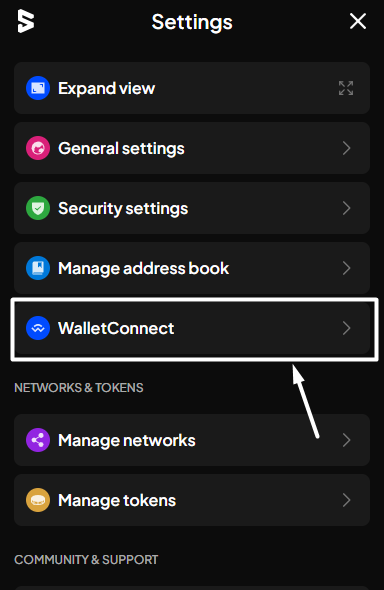 Settings
Expand view
General settings
Security settings
Manage address book
WalletConnect
NETWORKS & TOKENS
Manage networks
Manage tokens
COMMUNITY & SUPPORT